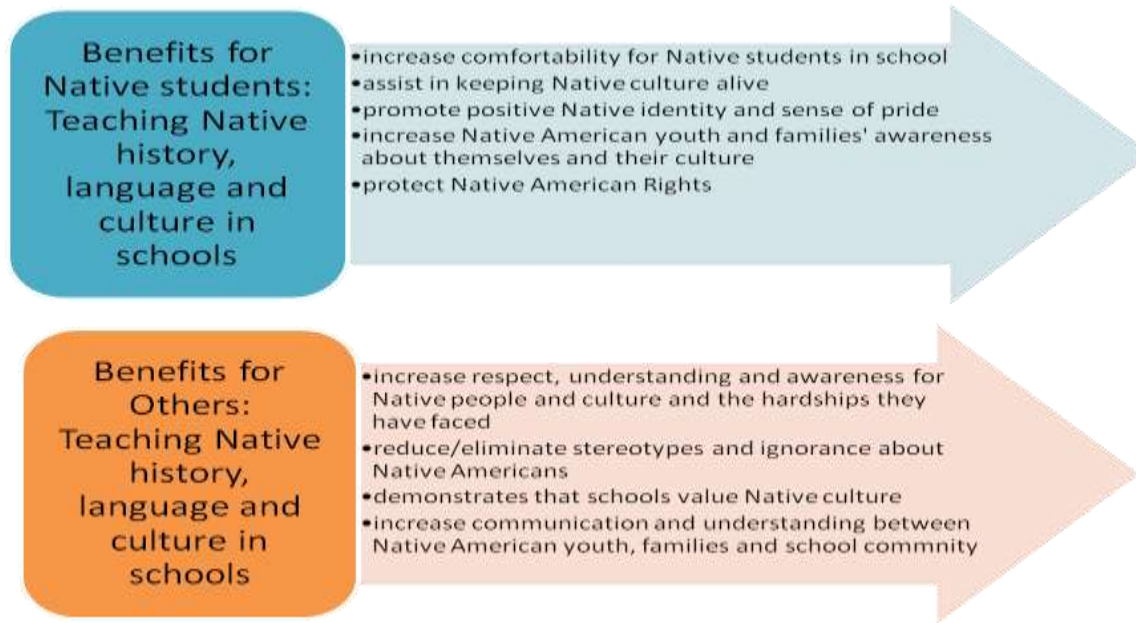 Benefits for
Native students:
Teaching Native
history,
language and
culture in
schools
•increase comfortability for Native students in school
•assist in keeping Native culture alive
•promote positive Native identity and sense of pride
•increase Native American youth and families' awareness
about themselves and their culture
•protect Native American Rights
Benefits for
Others:
Teaching Native
history,
language and
culture in
schools
•increase respect, understanding and awareness for
Native people and culture and the hardships they
have faced
•reduce/eliminate stereotypes and ignorance about
Native Americans
•demonstrates that schools value Native culture
•increase communication and understanding between
Native American youth, families and school commnity